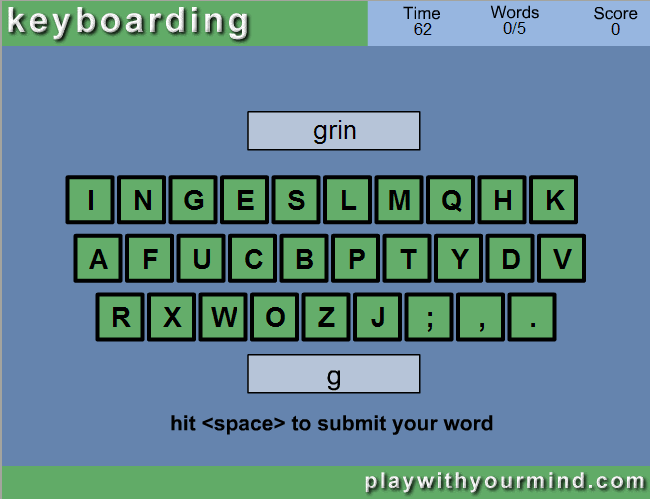 keyboarding
Time Words Score
62 0/5 0
grin
I N G E S L M Q H K
A F U C B P T Y D V
R X W O Z J ; , .
g
hit <space> to submit your word
playwithyourmind.com